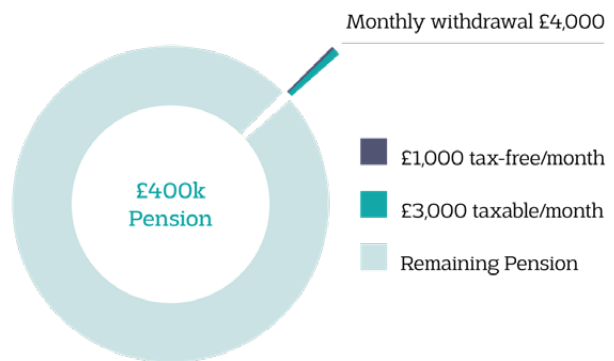 Monthly withdrawal £4,000
£400k
Pension
£1,000 tax-free/month
£3,000 taxable/month
Remaining Pension